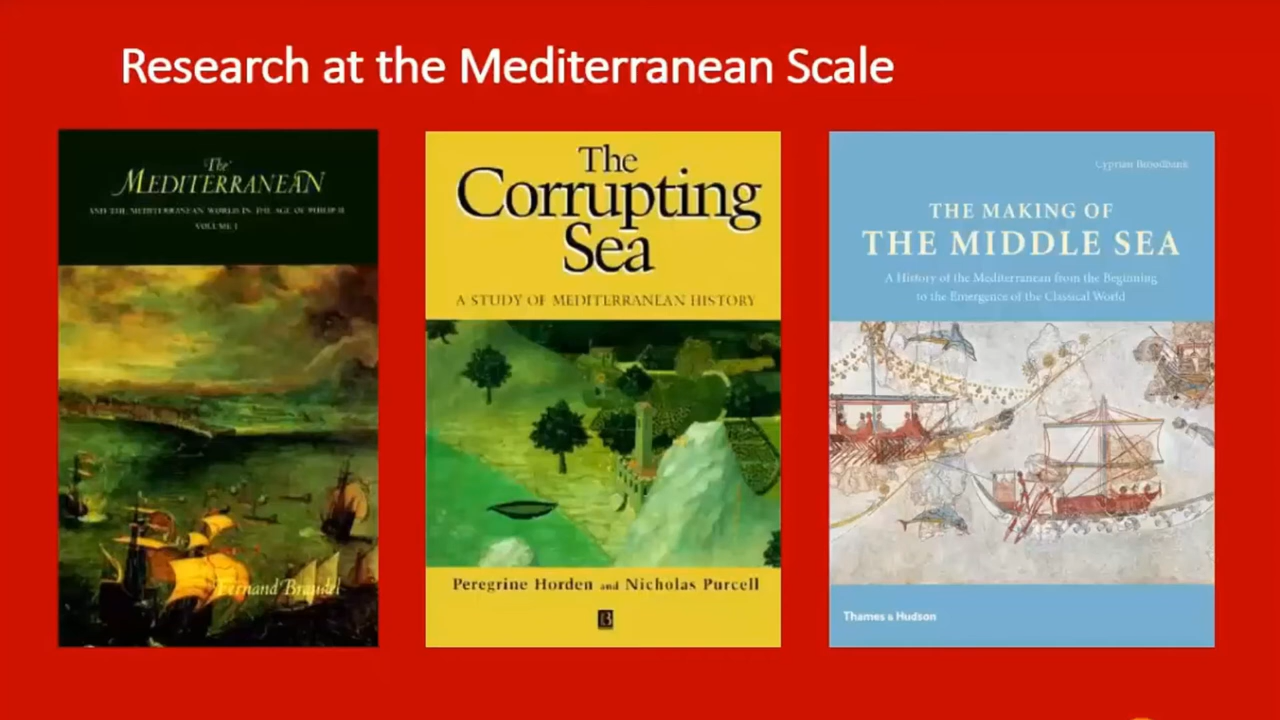 Research at the Mediterranean Scale
The
MEDITERRANEAN
AND THE MEDITERRANEAN WORLD IN THE AGE OF PHILIP II
VOLUME I
Fernand Braudel
The
Corrupting
Sea
A STUDY OF MEDITERRANEAN HISTORY
Peregrine Horden and Nicholas Purcell
B
Cyprian Broodbank
THE MAKING OF
THE MIDDLE SEA
A History of the Mediterranean from the Beginning
to the Emergence of the Classical World
Thames & Hudson